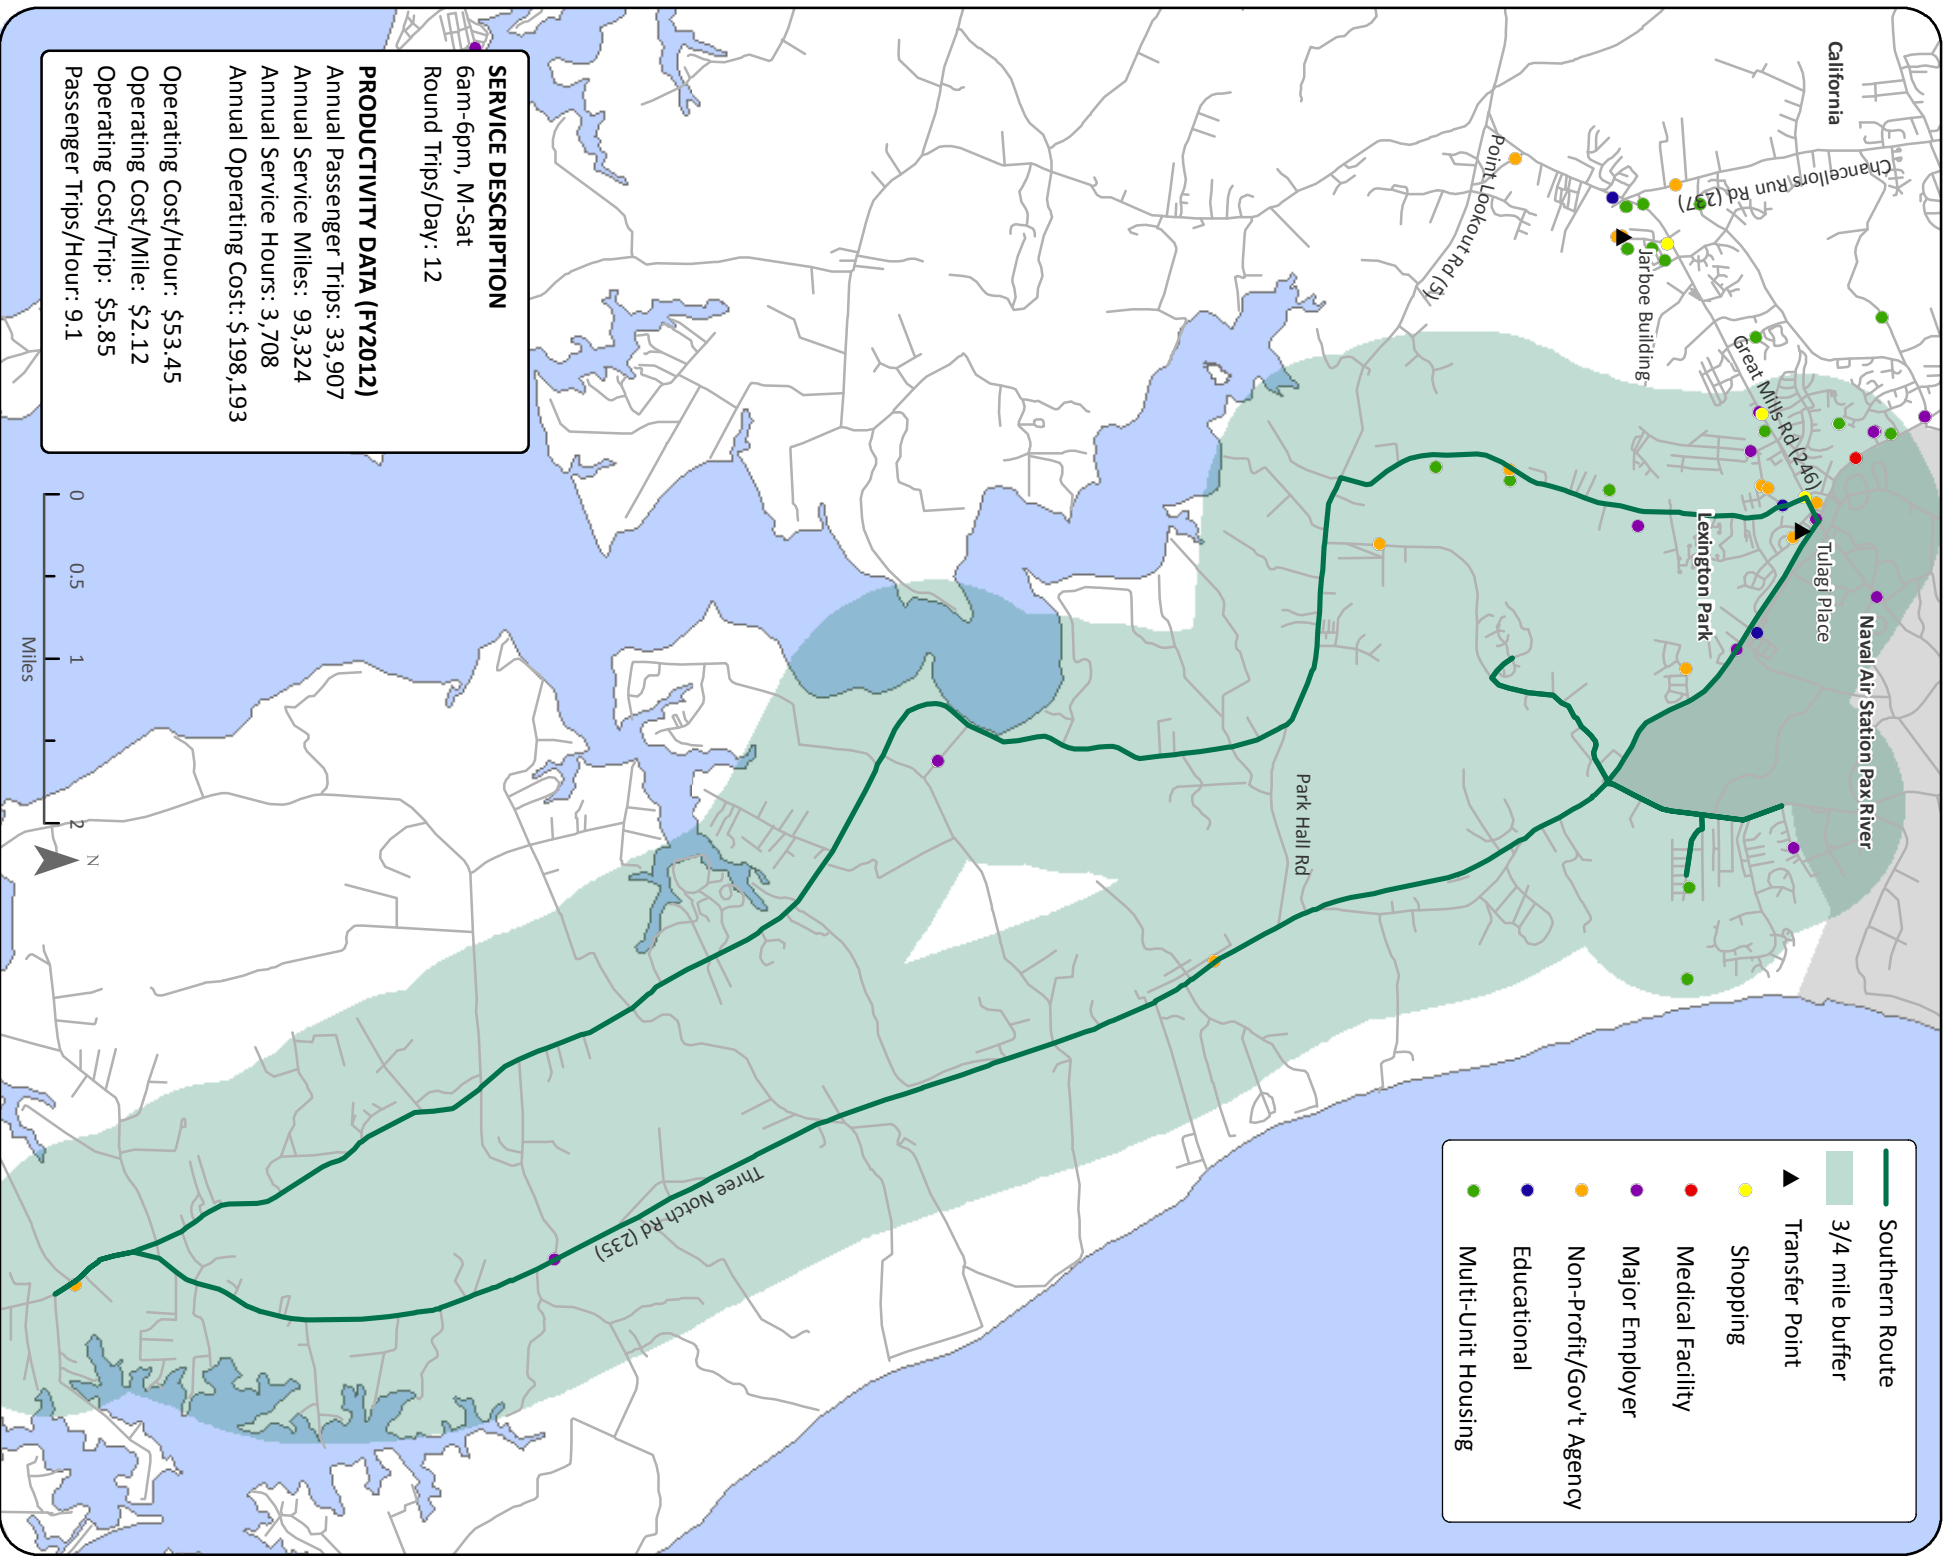 California
Chancellors Run Rd (237)
Point Lookout Rd (5)
Jarboe Building
Great Mills Rd (246)
Tulagi Place
Lexington Park
Naval Air Station Pax River
Park Hall Rd
Three Notch Rd (235)
Southern Route
3/4 mile buffer
Transfer Point
Shopping
Medical Facility
Major Employer
Non-Profit/Gov't Agency
Educational
Multi-Unit Housing
SERVICE DESCRIPTION
6am-6pm, M-Sat
Round Trips/Day: 12
PRODUCTIVITY DATA (FY2012)
Annual Passenger Trips: 33,907
Annual Service Miles: 93,324
Annual Service Hours: 3,708
Annual Operating Cost: $198,193
Operating Cost/Hour: $53.45
Operating Cost/Mile: $2.12
Operating Cost/Trip: $5.85
Passenger Trips/Hour: 9.1
0 0.5 1 2
Miles
N